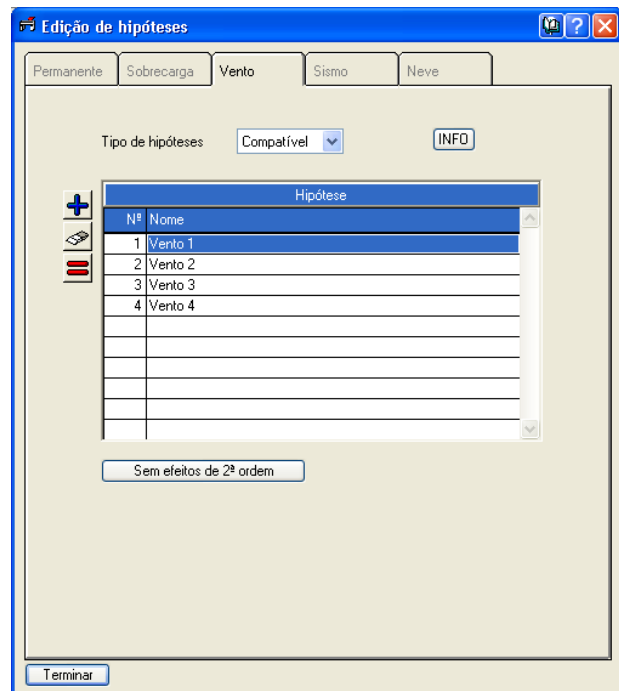 Edição de hipóteses
Permanente Sobrecarga Vento Sismo Neve
Tipo de hipóteses Compatível INFO
Hipótese
Nº Nome
1 Vento 1
2 Vento 2
3 Vento 3
4 Vento 4
Sem efeitos de 2ª ordem
Terminar